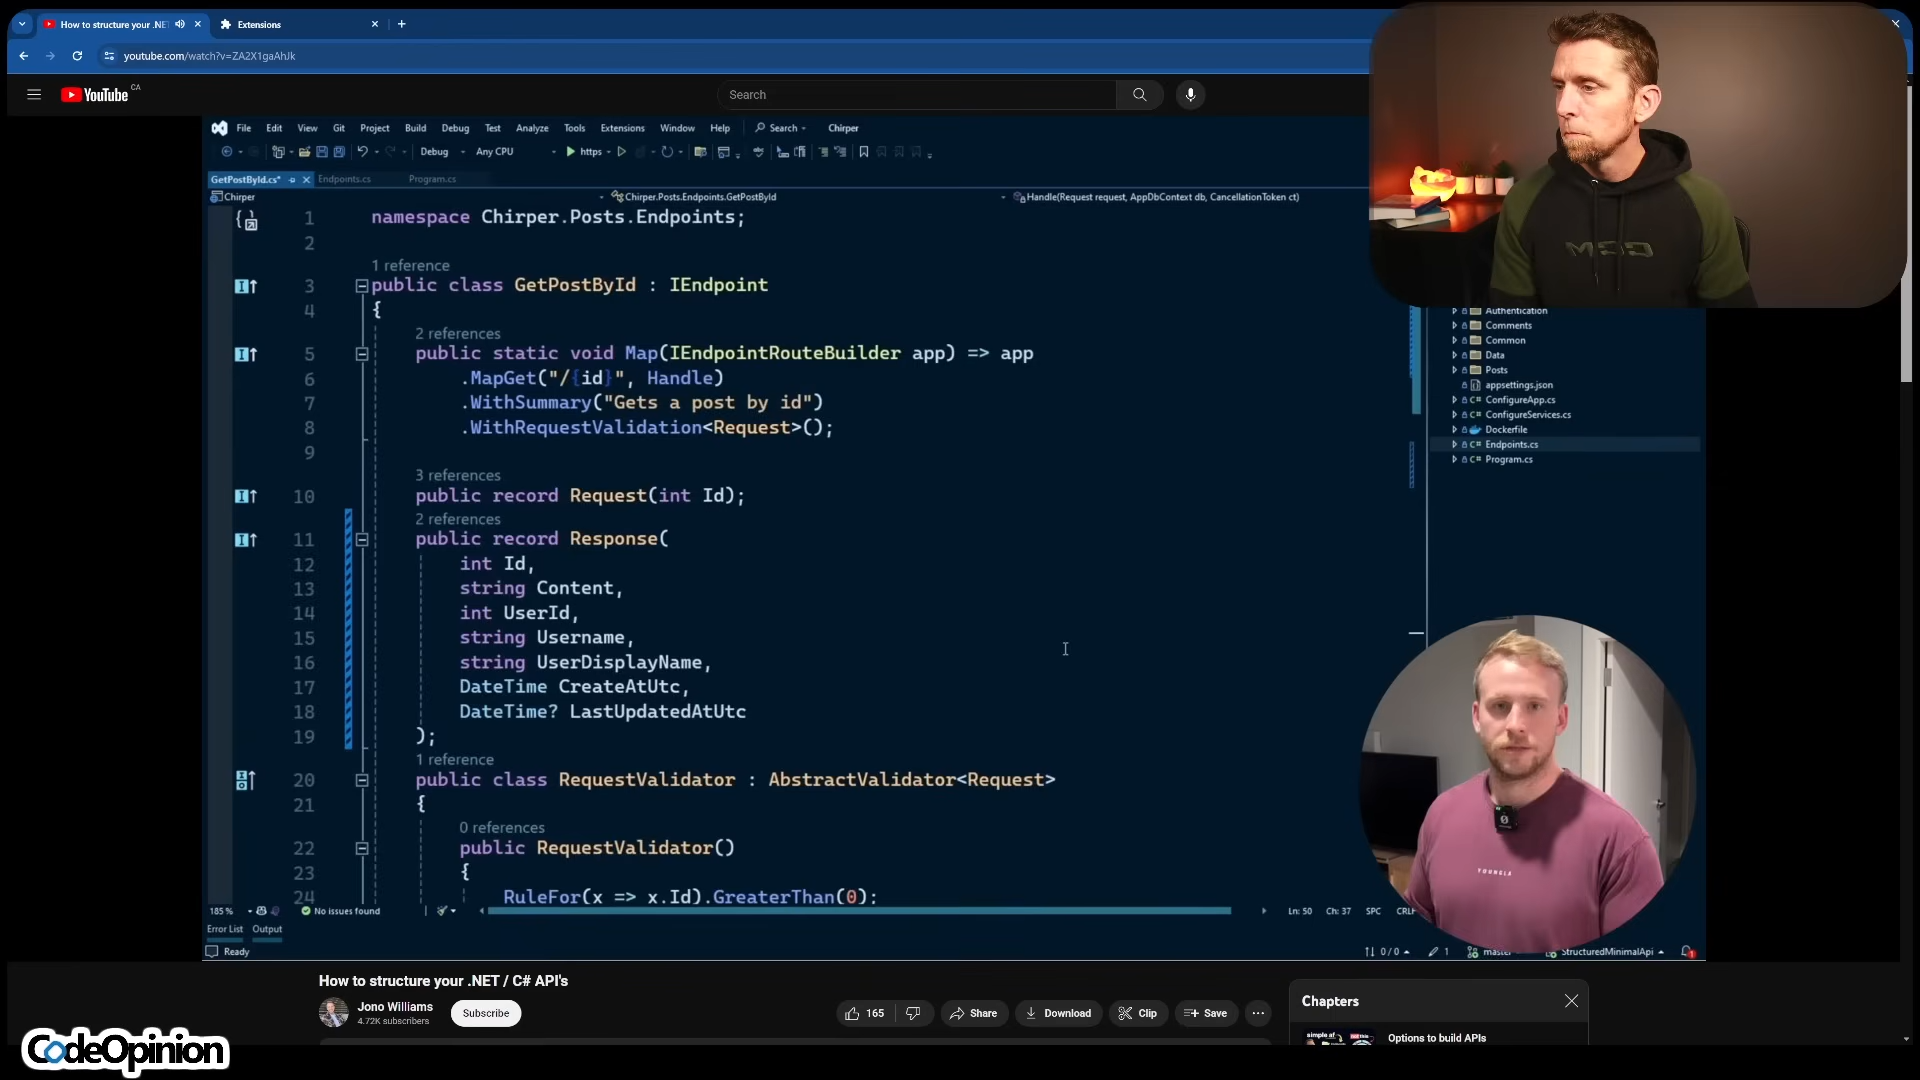 How to structure your .NET
Extensions
youtube.com/watch?v=ZA2X1gaAhJk
YouTube CA
Search
File Edit View Git Project Build Debug Test Analyze Tools Extensions Window Help Search Chirper
Debug Any CPU https
GetPostById.cs* Endpoints.cs Program.cs
Chirper Chirper.Posts.Endpoints.GetPostById Handle(Request request, AppDbContext db, CancellationToken ct)
1 namespace Chirper.Posts.Endpoints;
2
1 reference
3 public class GetPostById : IEndpoint
4 {
2 references
5 public static void Map(IEndpointRouteBuilder app) => app
6 .MapGet("/{id}", Handle)
7 .WithSummary("Gets a post by id")
8 .WithRequestValidation<Request>();
9
3 references
10 public record Request(int Id);
2 references
11 public record Response(
12 int Id,
13 string Content,
14 int UserId,
15 string Username,
16 string UserDisplayName,
17 DateTime CreateAtUtc,
18 DateTime? LastUpdatedAtUtc
19 );
1 reference
20 public class RequestValidator : AbstractValidator<Request>
21 {
0 references
22 public RequestValidator()
23 {
24 RuleFor(x => x.Id).GreaterThan(0);
Authentication
Comments
Common
Data
Posts
appsettings.json
ConfigureApp.cs
ConfigureServices.cs
Dockerfile
Endpoints.cs
Program.cs
YOUNGLA
185 % No issues found Ln: 50 Ch: 37 SPC CRLF
Error List Output
Ready 0 / 0 1 master StructuredMinimalApi 1
How to structure your .NET / C# API's
Jono Williams
4.72K subscribers
Subscribe
165 Share Download Clip Save
Chapters
Options to build APIs
CodeOpinion